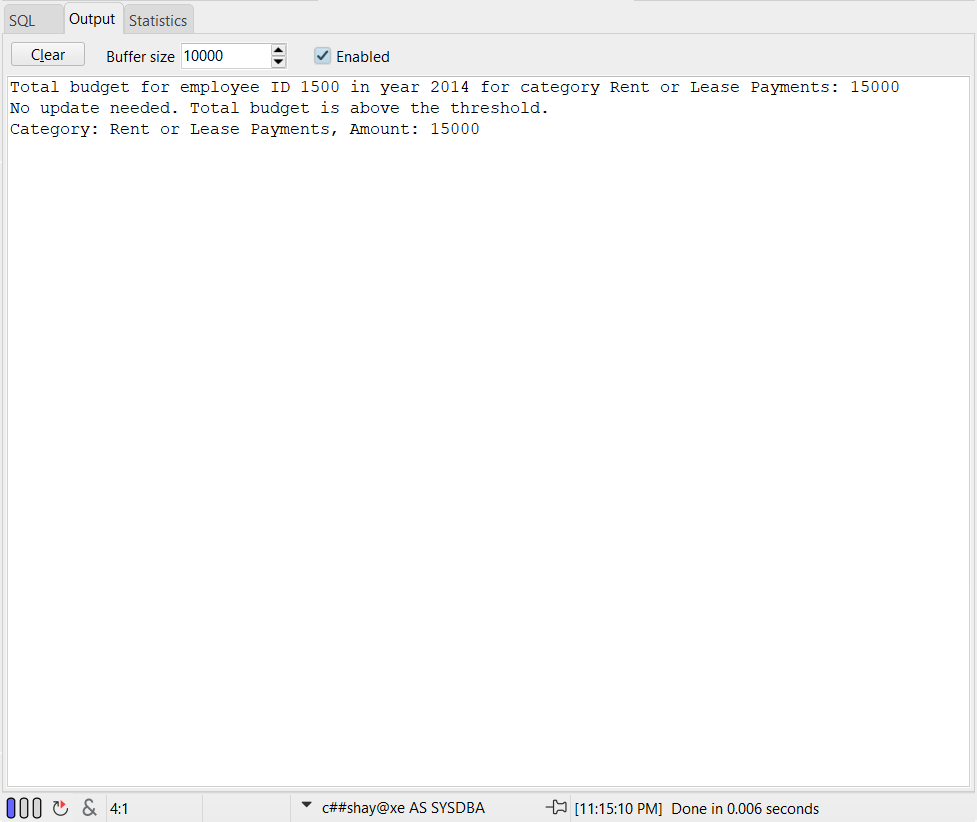 SQL Output Statistics
Clear Buffer size 10000 Enabled
Total budget for employee ID 1500 in year 2014 for category Rent or Lease Payments: 15000
No update needed. Total budget is above the threshold.
Category: Rent or Lease Payments, Amount: 15000
& 4:1 c##shay@xe AS SYSDBA [11:15:10 PM] Done in 0.006 seconds